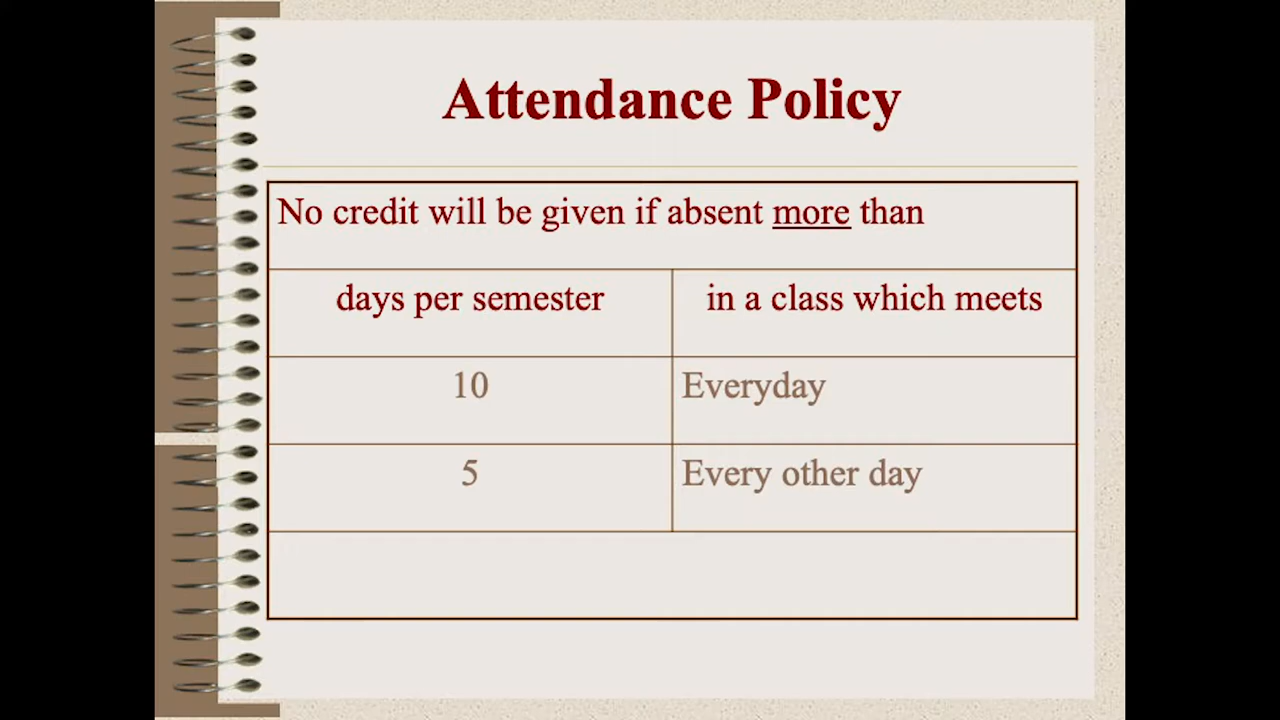 Attendance Policy
No credit will be given if absent more than
days per semester
in a class which meets
10
Everyday
5
Every other day